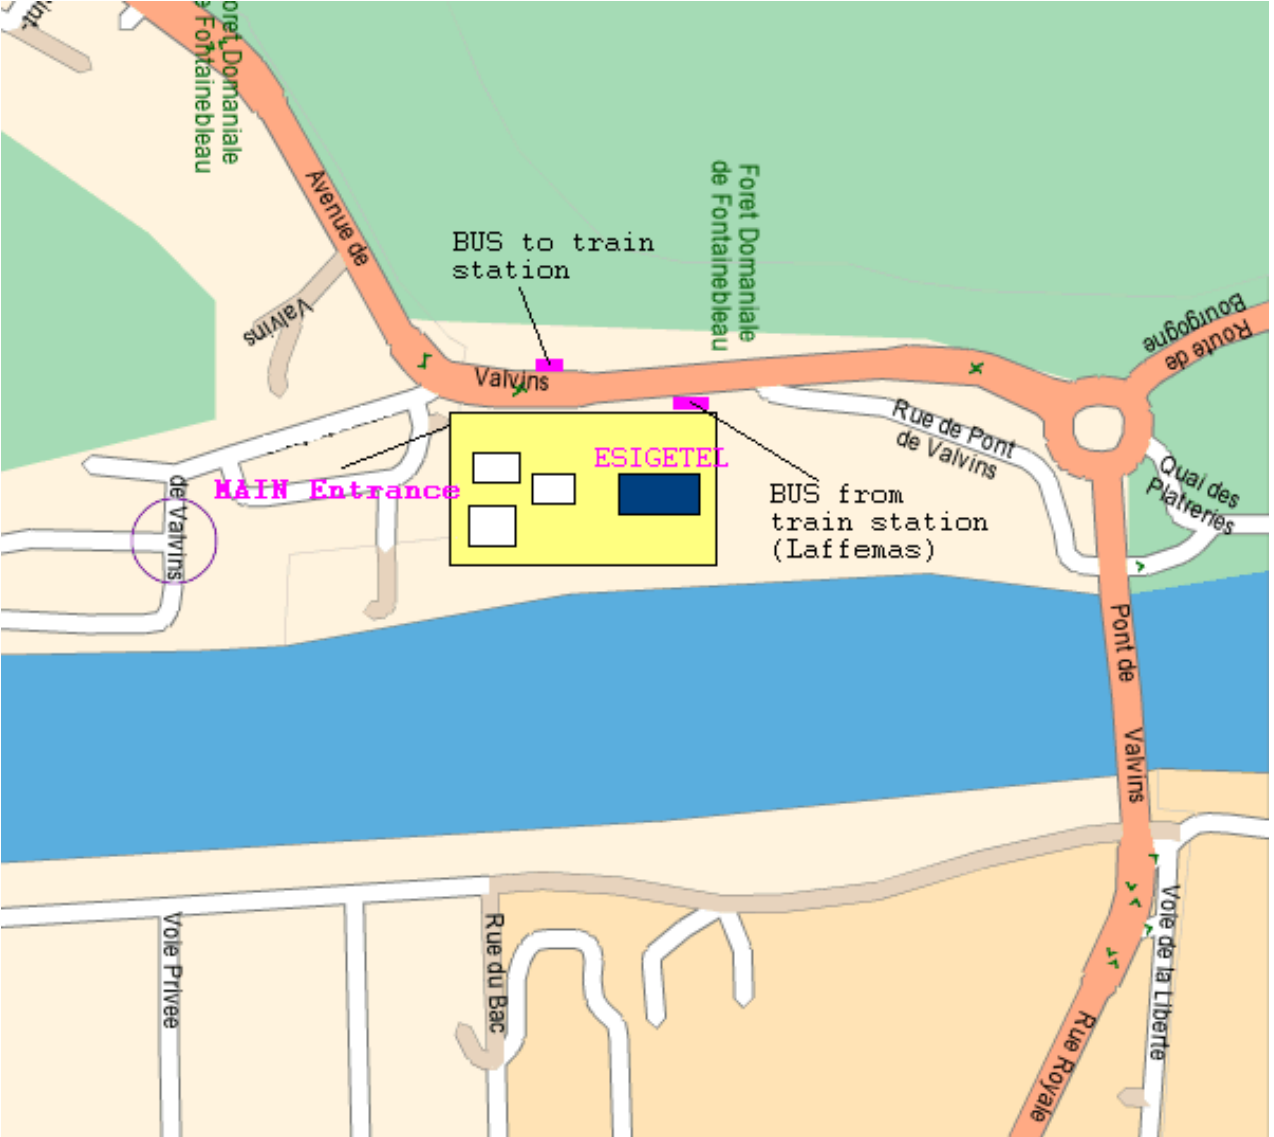 oint.
Foret Domaniale
e Fontainebleau
Avenue de
Valvins
BUS to train
station
Foret Domaniale
de Fontainebleau
Route de
Bourgogne
Valvins
Rue de Pont
de Valvins
Quai des
Platreries
ESIGETEL
MAIN Entrance
BUS from
train station
(Laffemas)
de Valvins
Pont de
Valvins
Voie Privee
Rue du Bac
Voie de la Liberte
Rue Royale